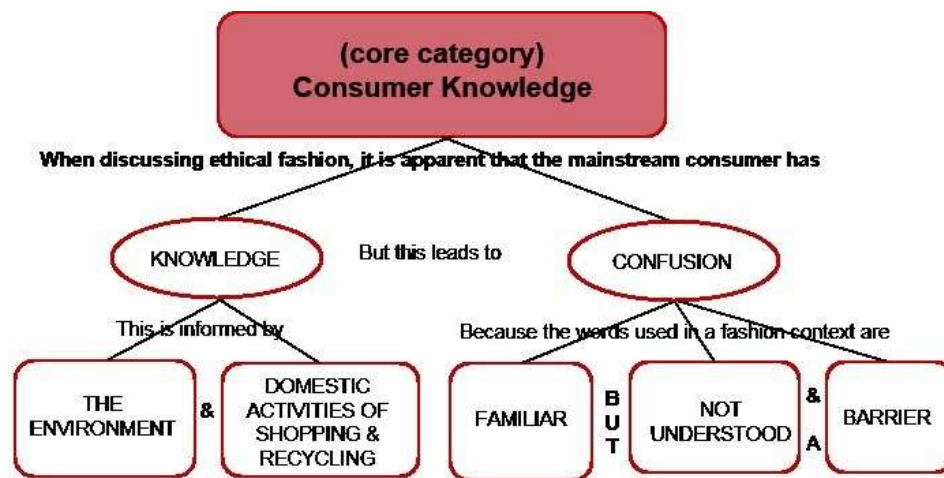 (core category)
Consumer Knowledge
When discussing ethical fashion, it is apparent that the mainstream consumer has
KNOWLEDGE
But this leads to
CONFUSION
This is informed by
Because the words used in a fashion context are
THE
ENVIRONMENT
&
DOMESTIC
ACTIVITIES OF
SHOPPING &
RECYCLING
FAMILIAR
BUT
NOT
UNDERSTOOD
& A
BARRIER